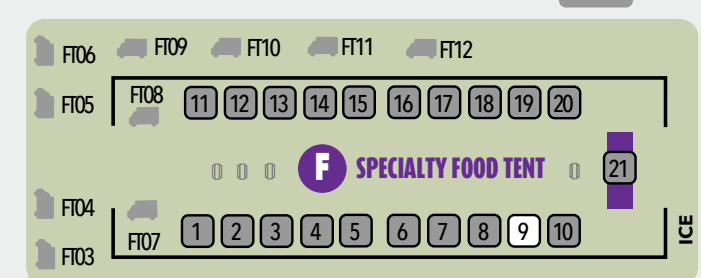 FT06 FT09 FT10 FT11 FT12
FT05 FT08 11 12 13 14 15 16 17 18 19 20
F SPECIALTY FOOD TENT 21
FT04
FT07 1 2 3 4 5 6 7 8 9 10 ICE
FT03